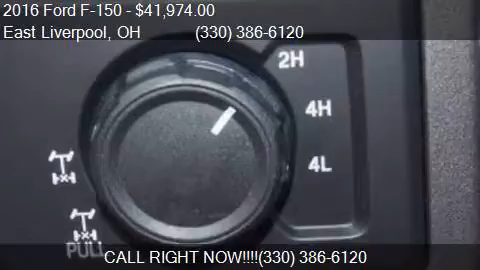 2016 Ford F-150 - $41,974.00
East Liverpool, OH (330) 386-6120
2H
4H
4L
PULL
CALL RIGHT NOW!!!!(330) 386-6120